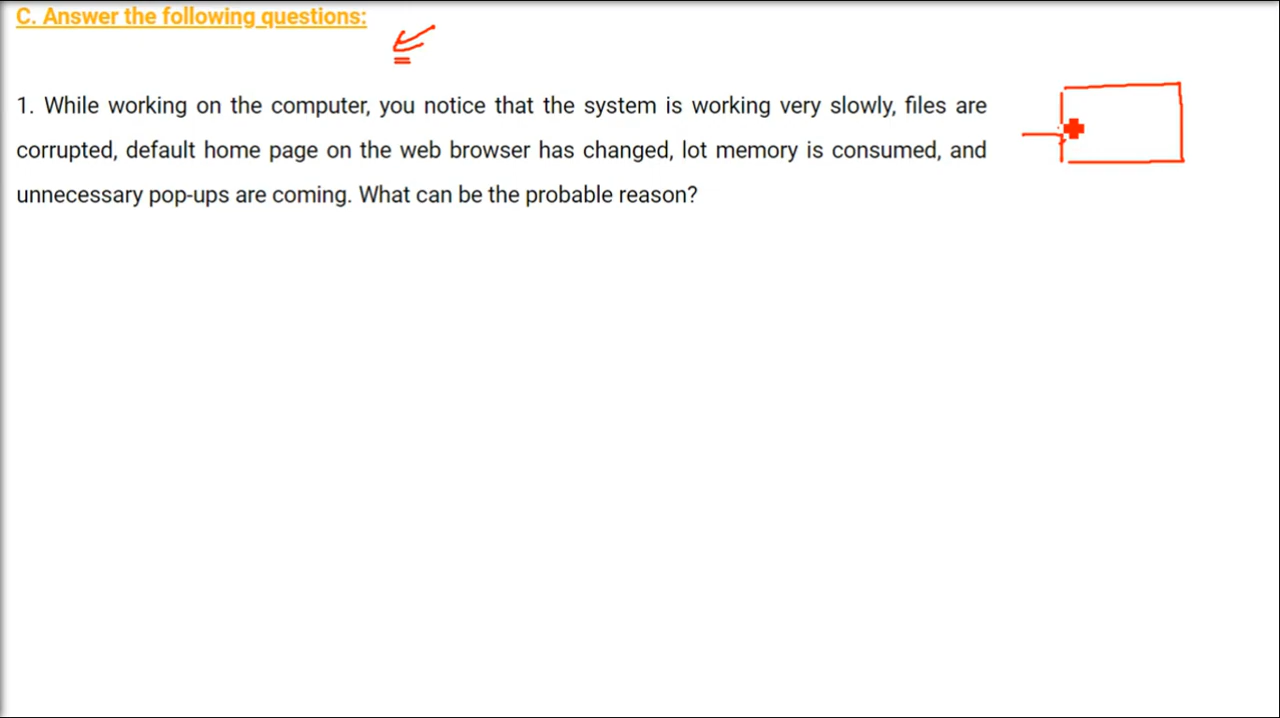 C. Answer the following questions:
1. While working on the computer, you notice that the system is working very slowly, files are
corrupted, default home page on the web browser has changed, lot memory is consumed, and
unnecessary pop-ups are coming. What can be the probable reason?